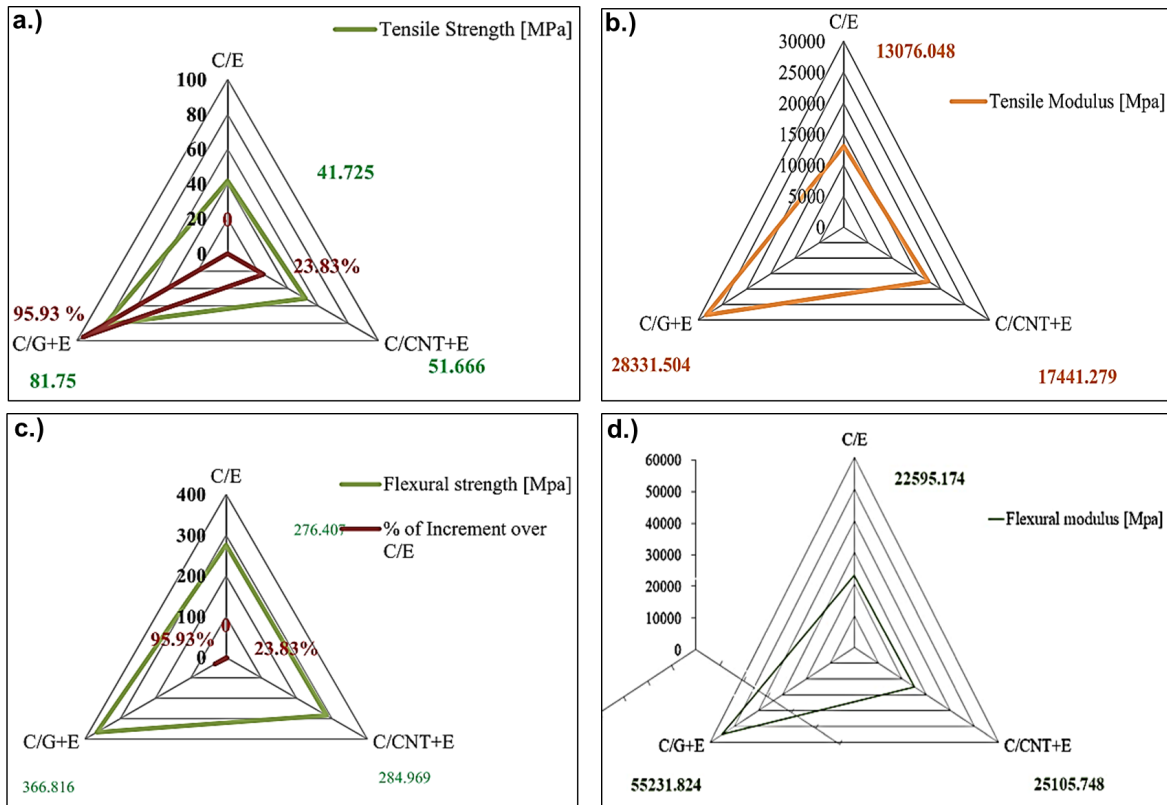 a.)
Tensile Strength [MPa]
C/E
100
80
60
40
20
0
41.725
0
23.83%
95.93 %
C/G+E
C/CNT+E
81.75
51.666
b.)
C/E
30000
25000
20000
15000
10000
5000
0
13076.048
Tensile Modulus [Mpa]
C/G+E
C/CNT+E
28331.504
17441.279
c.)
C/E
400
300
200
100
0
Flexural strength [Mpa]
276.407
% of Increment over
C/E
0
95.93%
23.83%
C/G+E
C/CNT+E
366.816
284.969
d.)
C/E
60000
50000
40000
30000
20000
10000
0
22595.174
Flexural modulus [Mpa]
C/G+E
C/CNT+E
55231.824
25105.748